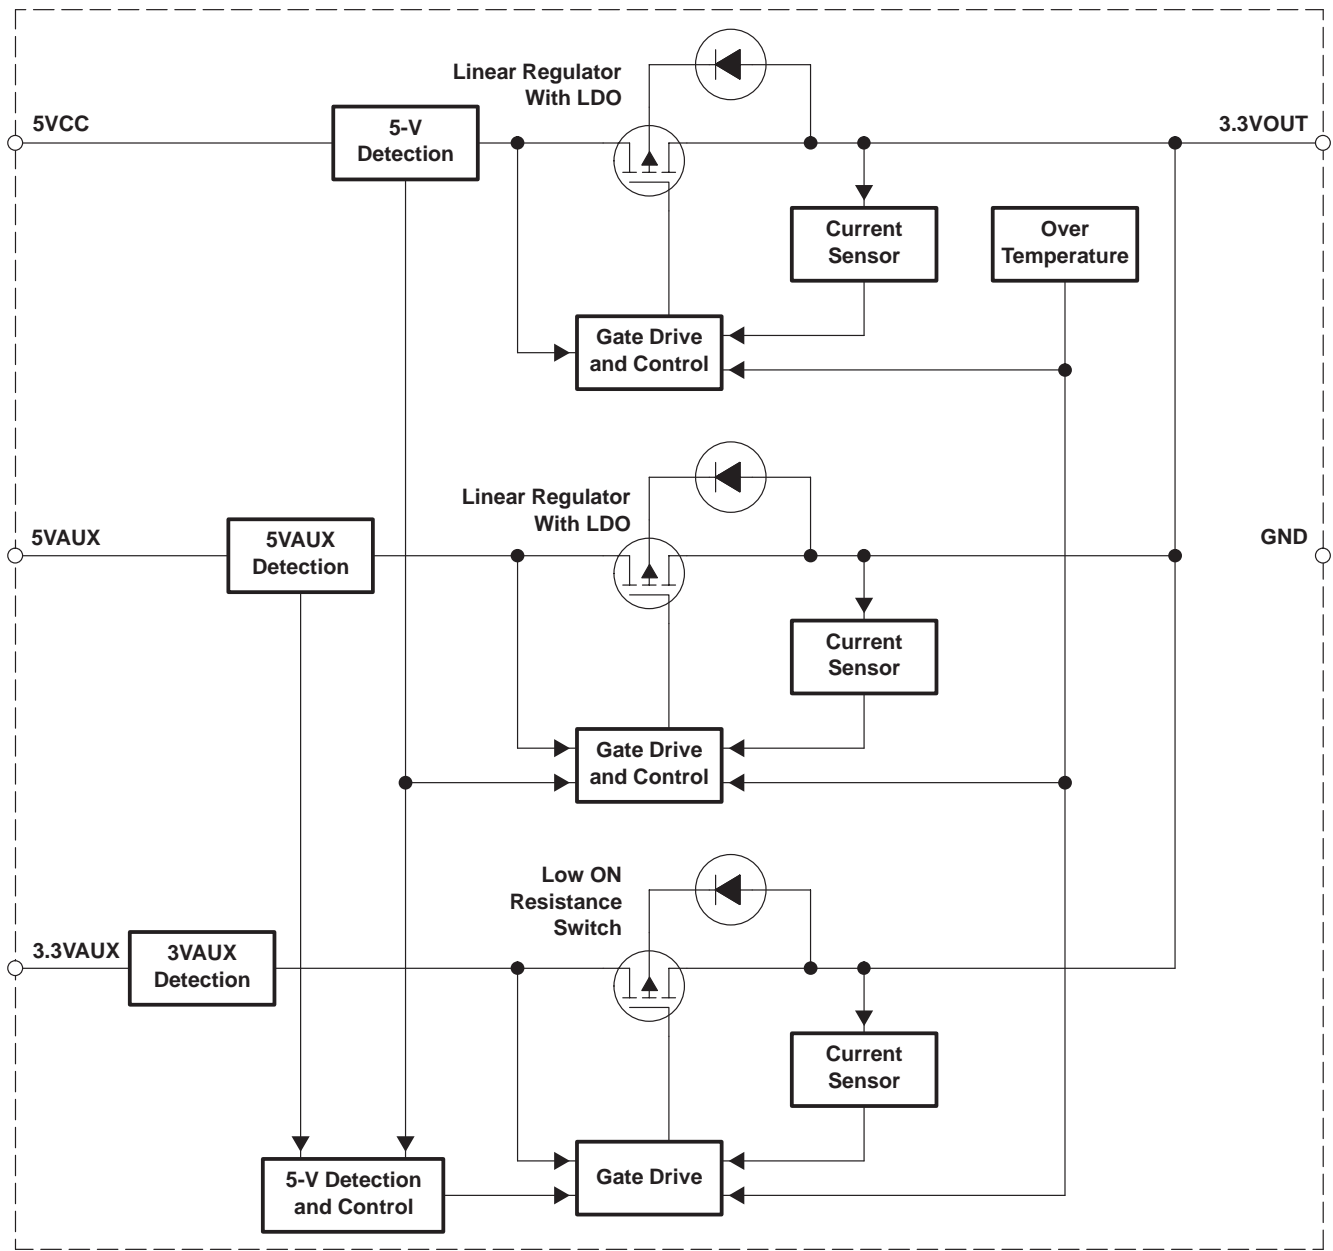 Linear Regulator
With LDO
5VCC
5-V
Detection
3.3VOUT
Current
Sensor
Over
Temperature
Gate Drive
and Control
Linear Regulator
With LDO
5VAUX
5VAUX
Detection
GND
Current
Sensor
Gate Drive
and Control
Low ON
Resistance
Switch
3.3VAUX
3VAUX
Detection
Current
Sensor
5-V Detection
and Control
Gate Drive